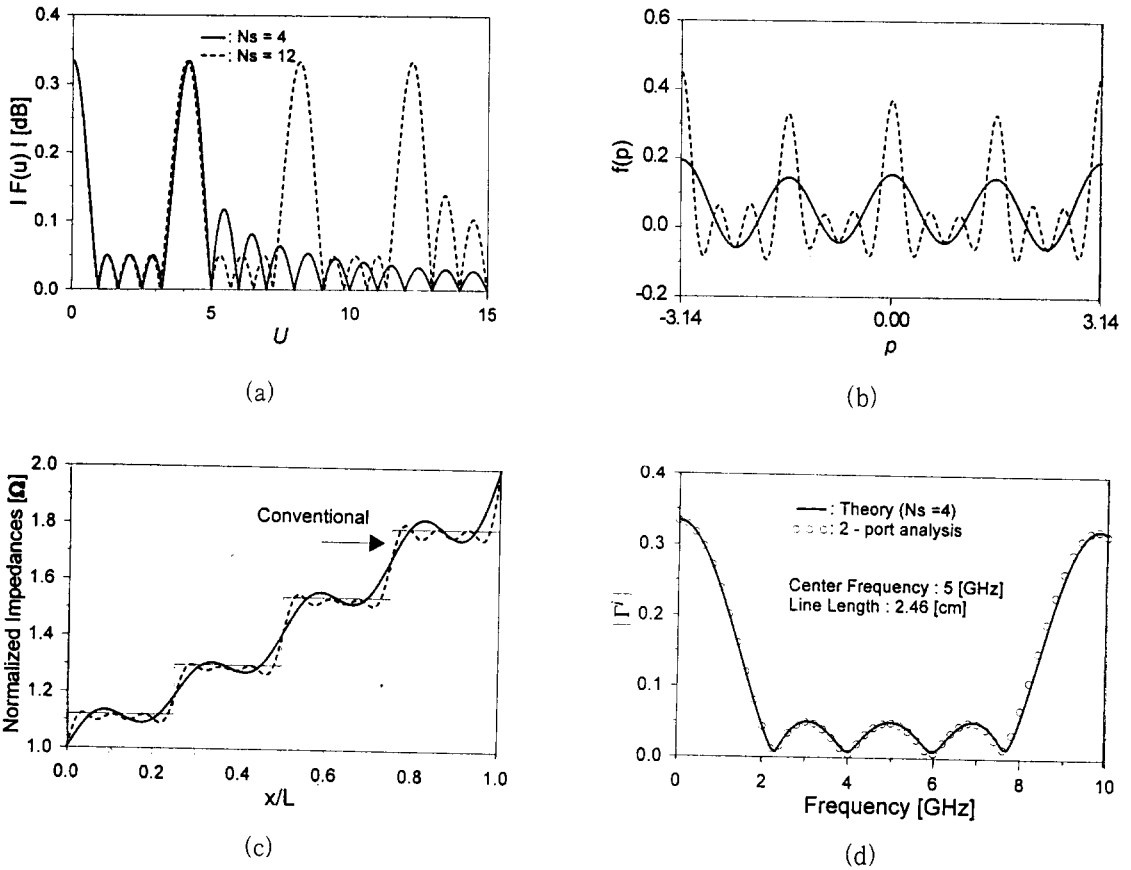 0.4
0.3
0.2
0.1
0.0
| F(u) | [dB]
—: Ns = 4
----: Ns = 12
0
5
10
15
U
(a)
0.6
0.4
0.2
0.0
-0.2
f(p)
-3.14
0.00
3.14
p
(b)
2.0
1.8
1.6
1.4
1.2
1.0
Normalized Impedances [Ω]
Conventional
0.0
0.2
0.4
0.6
0.8
1.0
x/L
(c)
0.4
0.3
0.2
0.1
0.0
|Γ|
—: Theory (Ns =4)
○ ○ ○: 2 - port analysis
Center Frequency : 5 [GHz]
Line Length : 2.46 [cm]
0
2
4
6
8
10
Frequency [GHz]
(d)